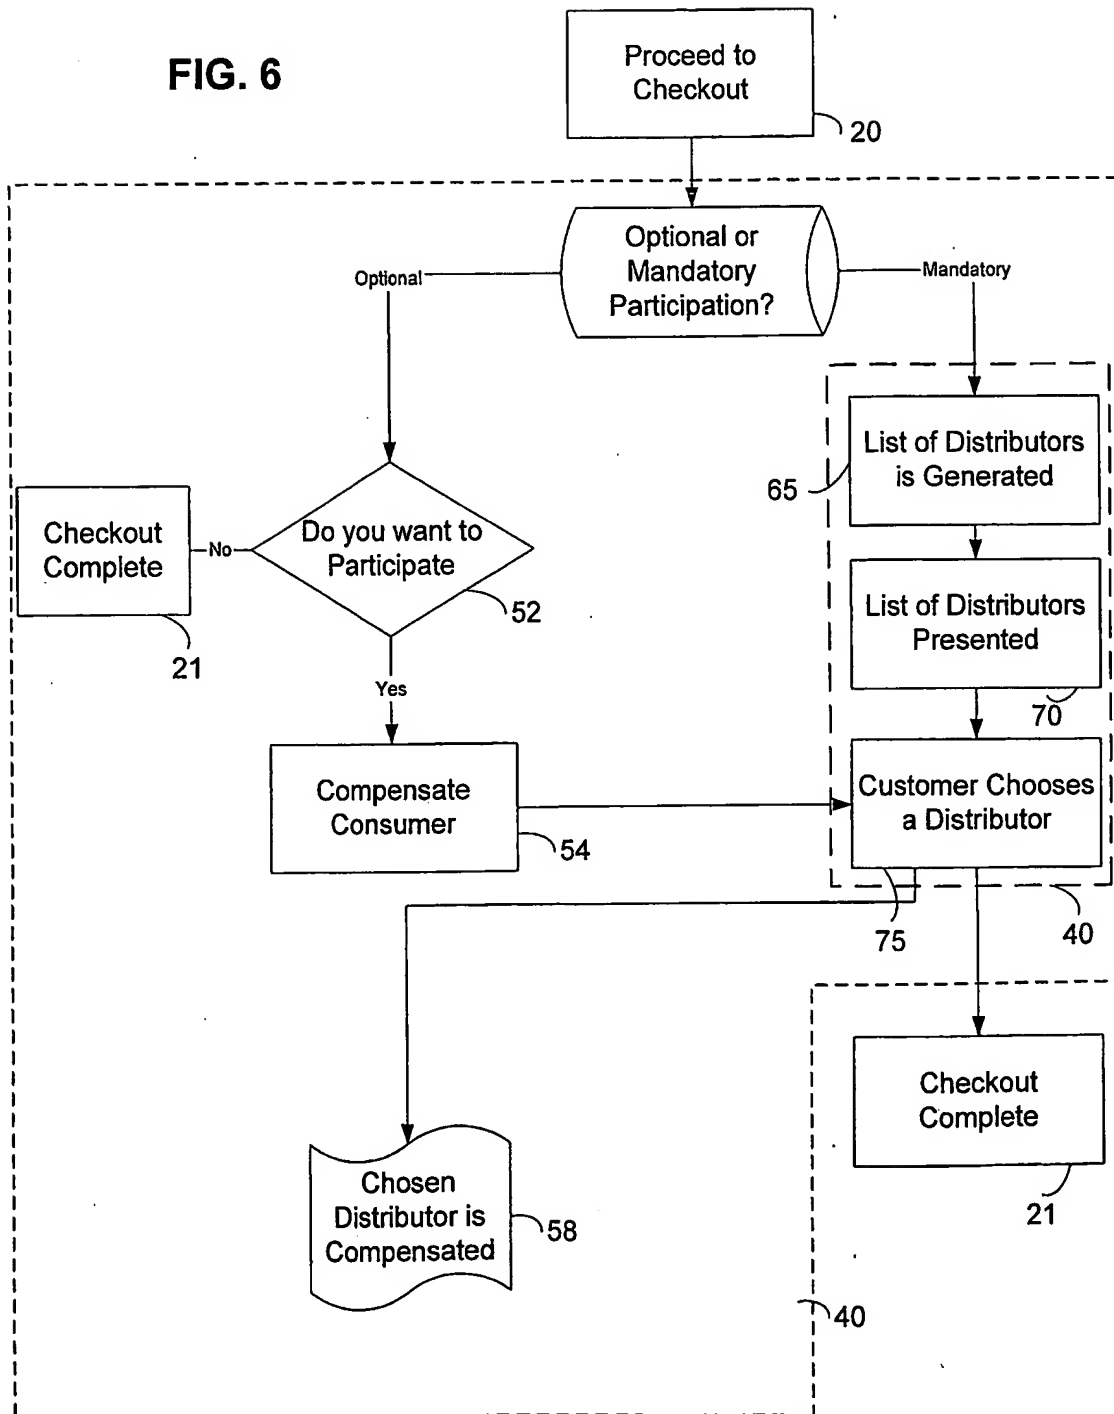 FIG. 6
Proceed to
Checkout
20
Optional or
Mandatory
Participation?
Optional
Mandatory
List of Distributors
is Generated
65
Checkout
Complete
No
Do you want to
Participate
52
21
List of Distributors
Presented
70
Yes
Compensate
Consumer
54
Customer Chooses
a Distributor
75
40
Checkout
Complete
21
Chosen
Distributor is
Compensated
58
40